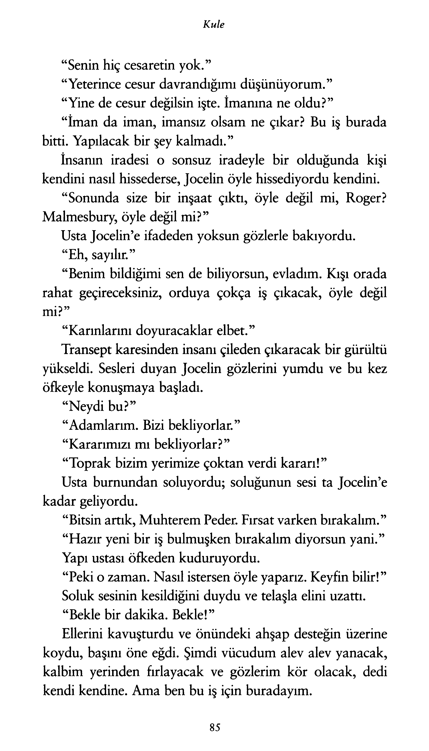 Kule
“Senin hiç cesaretin yok.”
“Yeterince cesur davrandığımı düşünüyorum.”
“Yine de cesur değilsin işte. İmanına ne oldu?”
“İman da iman, imansız olsam ne çıkar? Bu iş burada
bitti. Yapılacak bir şey kalmadı.”
İnsanın iradesi o sonsuz iradeyle bir olduğunda kişi
kendini nasıl hissederse, Jocelin öyle hissediyordu kendini.
“Sonunda size bir inşaat çıktı, öyle değil mi, Roger?
Malmesbury, öyle değil mi?”
Usta Jocelin’e ifadeden yoksun gözlerle bakıyordu.
“Eh, sayılır.”
“Benim bildiğimi sen de biliyorsun, evladım. Kışı orada
rahat geçireceksiniz, orduya çokça iş çıkacak, öyle değil
mi?”
“Karınlarını doyuracaklar elbet.”
Transept karesinden insanı çileden çıkaracak bir gürültü
yükseldi. Sesleri duyan Jocelin gözlerini yumdu ve bu kez
öfkeyle konuşmaya başladı.
“Neydi bu?”
“Adamlarım. Bizi bekliyorlar.”
“Kararımızı mı bekliyorlar?”
“Toprak bizim yerimize çoktan verdi kararı!”
Usta burnundan soluyordu; soluğunun sesi ta Jocelin’e
kadar geliyordu.
“Bitsin artık, Muhterem Peder. Fırsat varken bırakalım.”
“Hazır yeni bir iş bulmuşken bırakalım diyorsun yani.”
Yapı ustası öfkeden kuduruyordu.
“Peki o zaman. Nasıl istersen öyle yaparız. Keyfin bilir!”
Soluk sesinin kesildiğini duydu ve telaşla elini uzattı.
“Bekle bir dakika. Bekle!”
Ellerini kavuşturdu ve önündeki ahşap desteğin üzerine
koydu, başını öne eğdi. Şimdi vücudum alev alev yanacak,
kalbim yerinden fırlayacak ve gözlerim kör olacak, dedi
kendi kendine. Ama ben bu iş için buradayım.
85